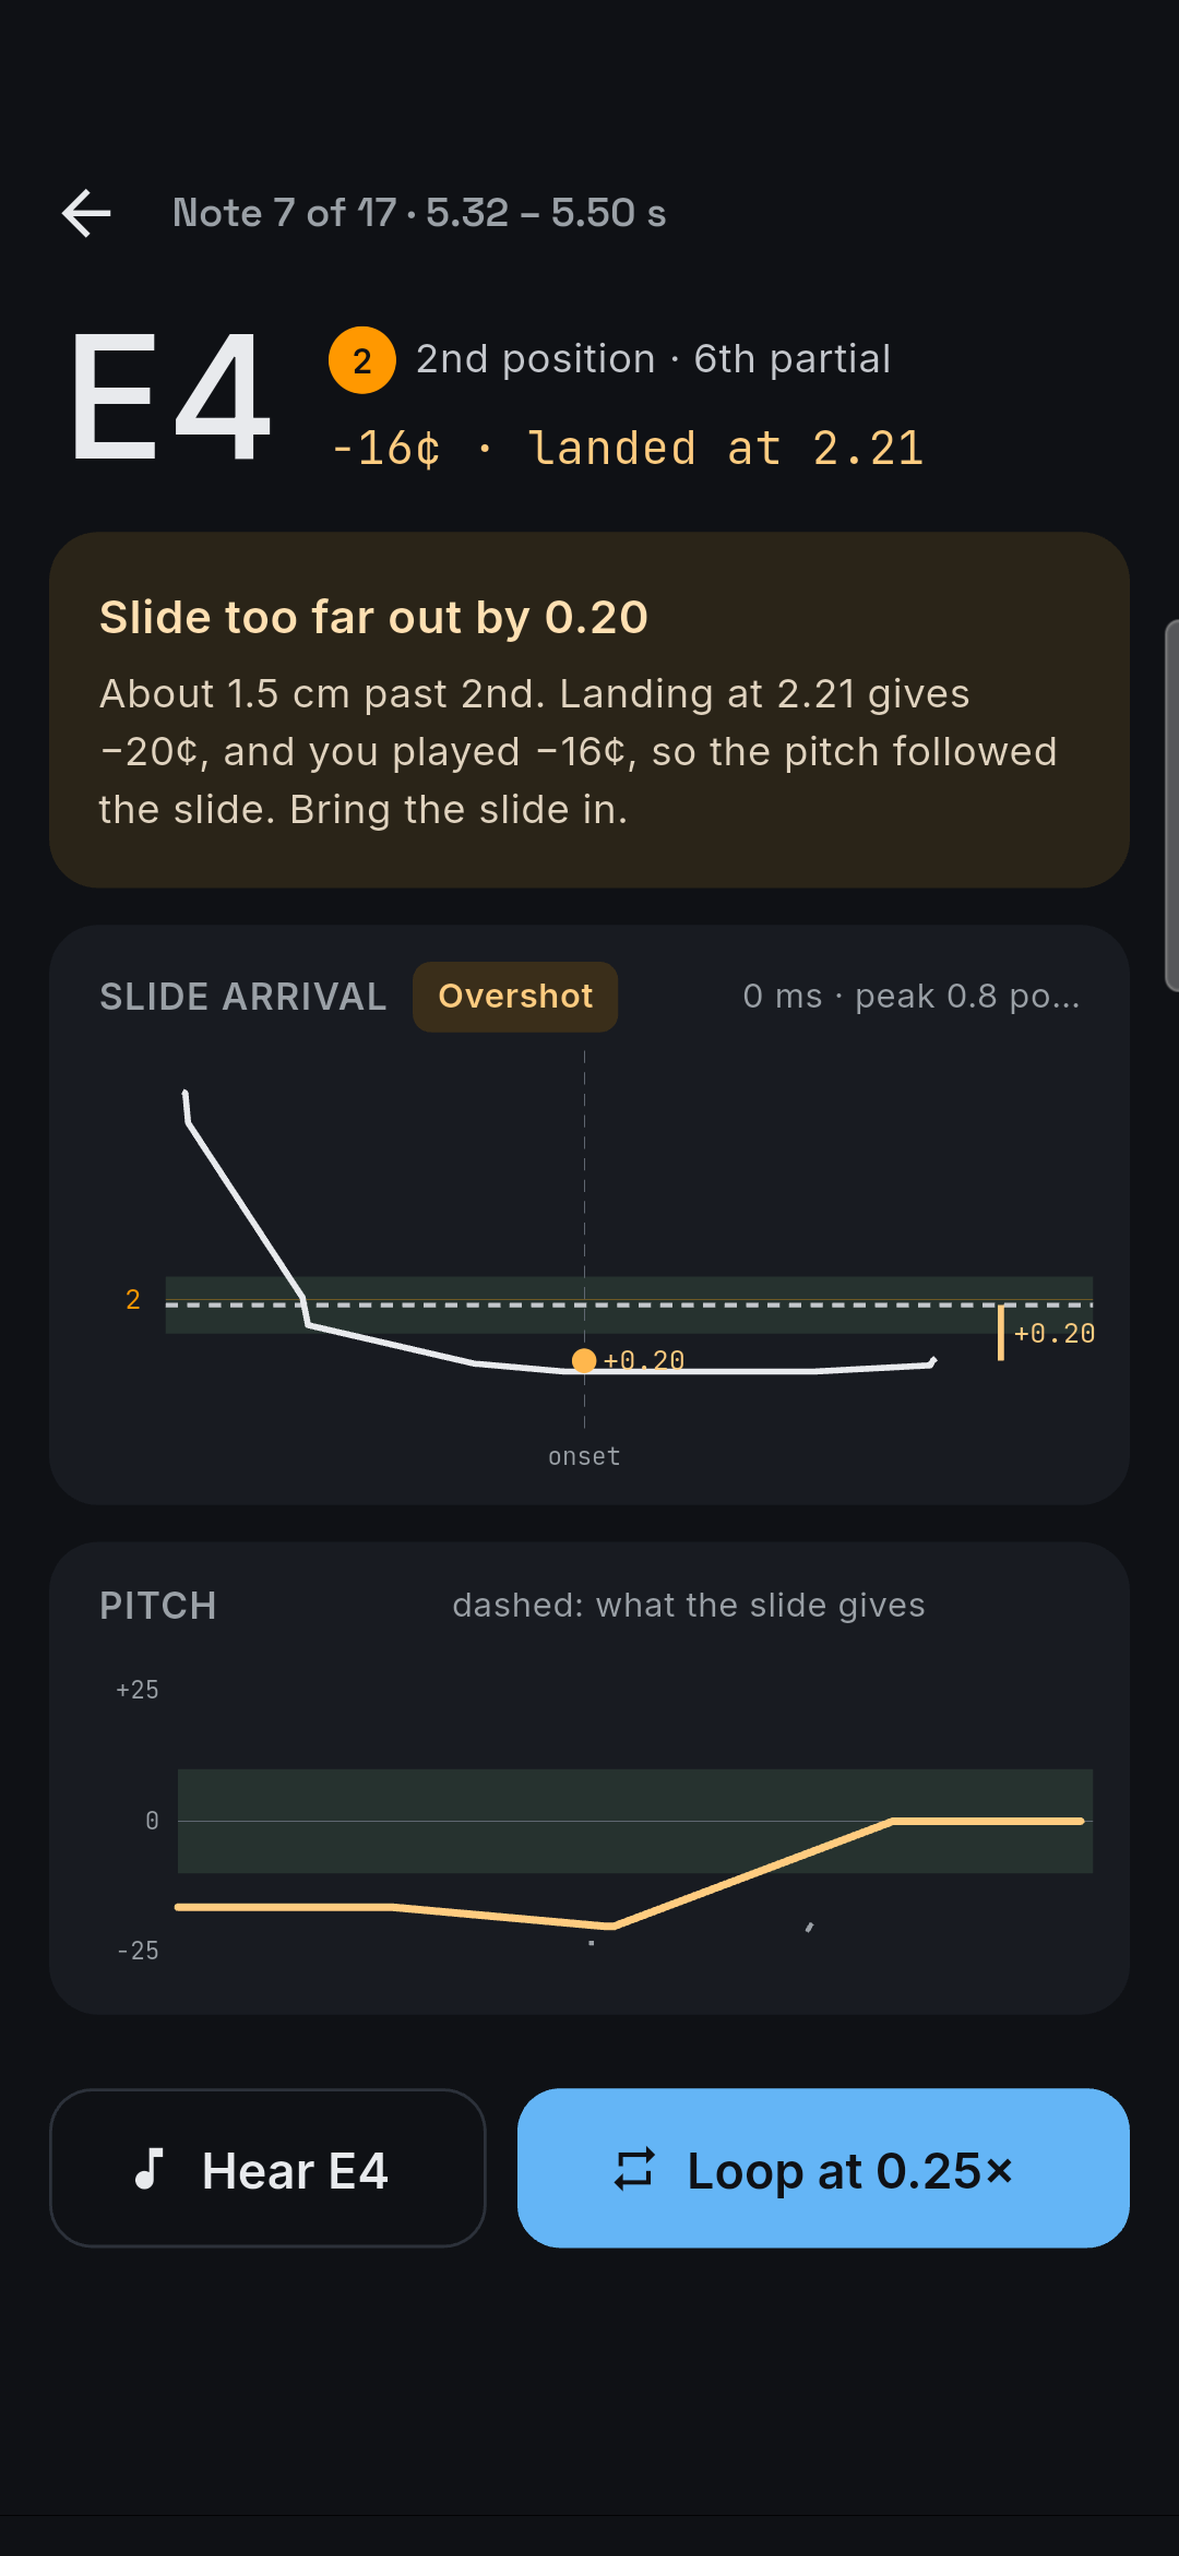 Note 7 of 17 · 5.32 – 5.50 s
E4
2 2nd position · 6th partial
-16¢ · landed at 2.21
Slide too far out by 0.20
About 1.5 cm past 2nd. Landing at 2.21 gives
−20¢, and you played −16¢, so the pitch followed
the slide. Bring the slide in.
SLIDE ARRIVAL Overshot 0 ms · peak 0.8 po...
2
+0.20
+0.20
onset
PITCH dashed: what the slide gives
+25
0
-25
Hear E4
Loop at 0.25×